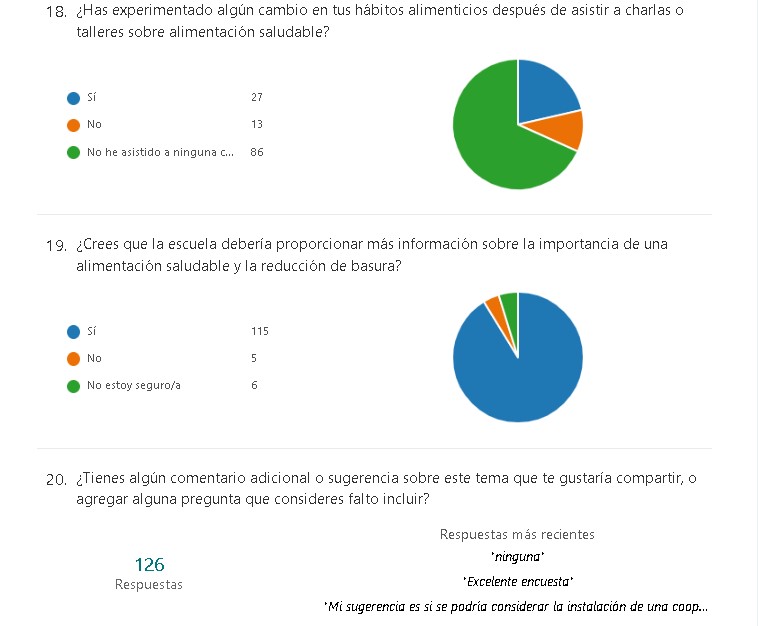 18. ¿Has experimentado algún cambio en tus hábitos alimenticios después de asistir a charlas o
talleres sobre alimentación saludable?
Sí 27
No 13
No he asistido a ninguna c... 86
19. ¿Crees que la escuela debería proporcionar más información sobre la importancia de una
alimentación saludable y la reducción de basura?
Sí 115
No 5
No estoy seguro/a 6
20. ¿Tienes algún comentario adicional o sugerencia sobre este tema que te gustaría compartir, o
agregar alguna pregunta que consideres falto incluir?
126
Respuestas
Respuestas más recientes
"ninguna"
"Excelente encuesta"
"Mi sugerencia es si se podría considerar la instalación de una coop...